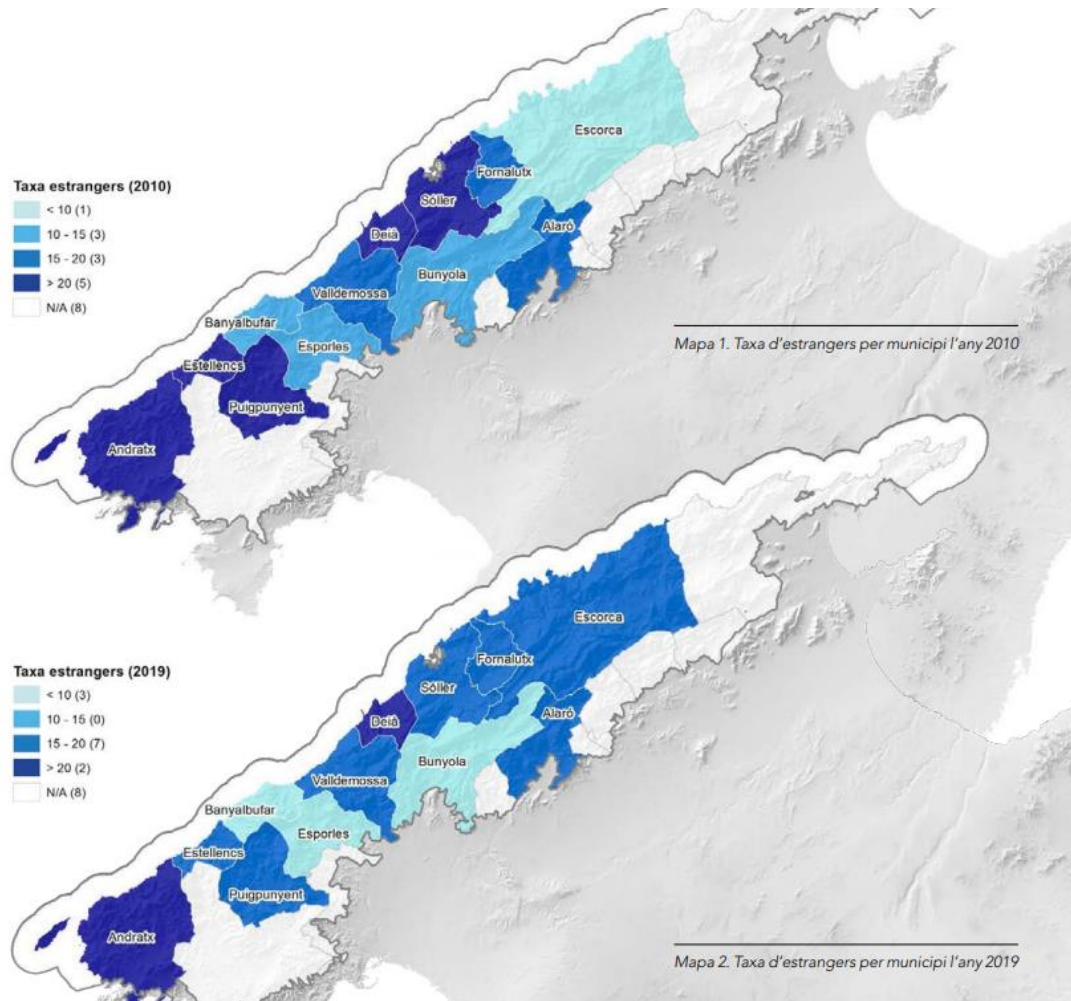 Escorca
Fornalutx
Sóller
Deià
Alaró
Bunyola
Valldemossa
Banyalbufar
Esporles
Estellencs
Puigpunyent
Andratx
Taxa estrangers (2010)
< 10 (1)
10 - 15 (3)
15 - 20 (3)
> 20 (5)
N/A (8)
Mapa 1. Taxa d'estrangers per municipi l'any 2010
Escorca
Fornalutx
Sóller
Deià
Alaró
Bunyola
Valldemossa
Banyalbufar
Esporles
Estellencs
Puigpunyent
Andratx
Taxa estrangers (2019)
< 10 (3)
10 - 15 (0)
15 - 20 (7)
> 20 (2)
N/A (8)
Mapa 2. Taxa d'estrangers per municipi l'any 2019